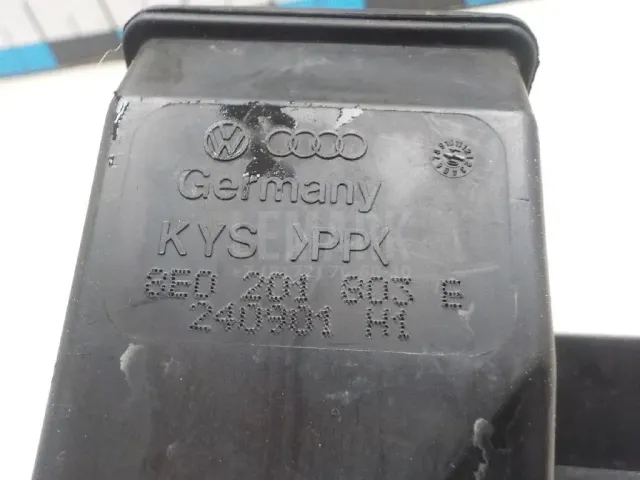 Germany
KYS >PP<
8E0 201 803 E
240901 H1